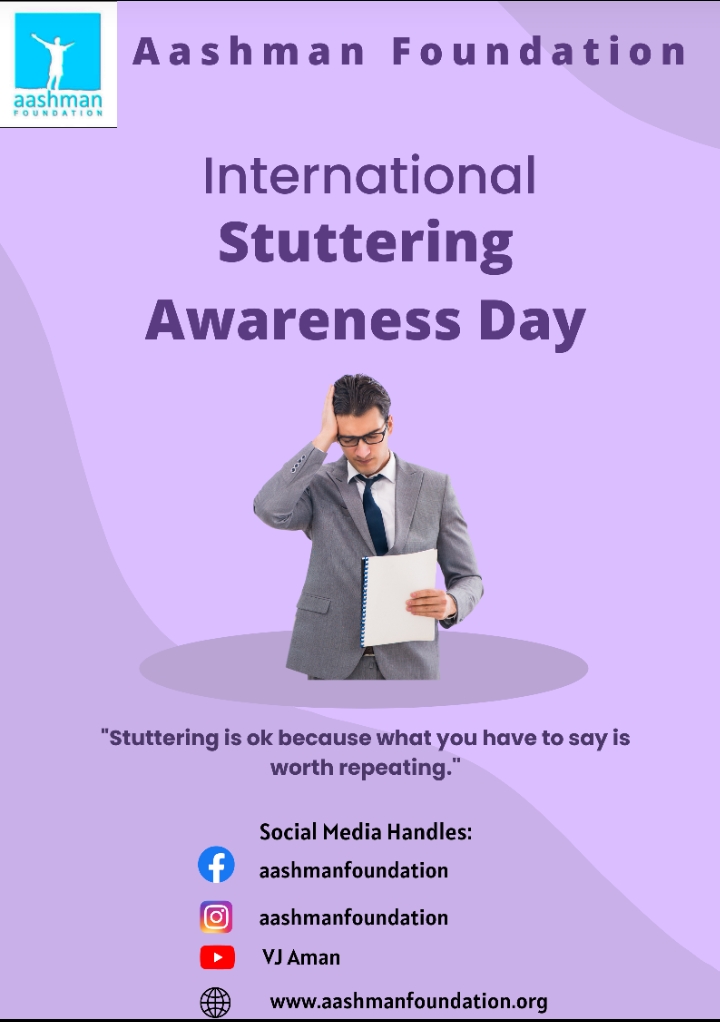 aashman
FOUNDATION
Aashman Foundation
International
Stuttering
Awareness Day
"Stuttering is ok because what you have to say is
worth repeating."
Social Media Handles:
aashmanfoundation
aashmanfoundation
VJ Aman
www.aashmanfoundation.org